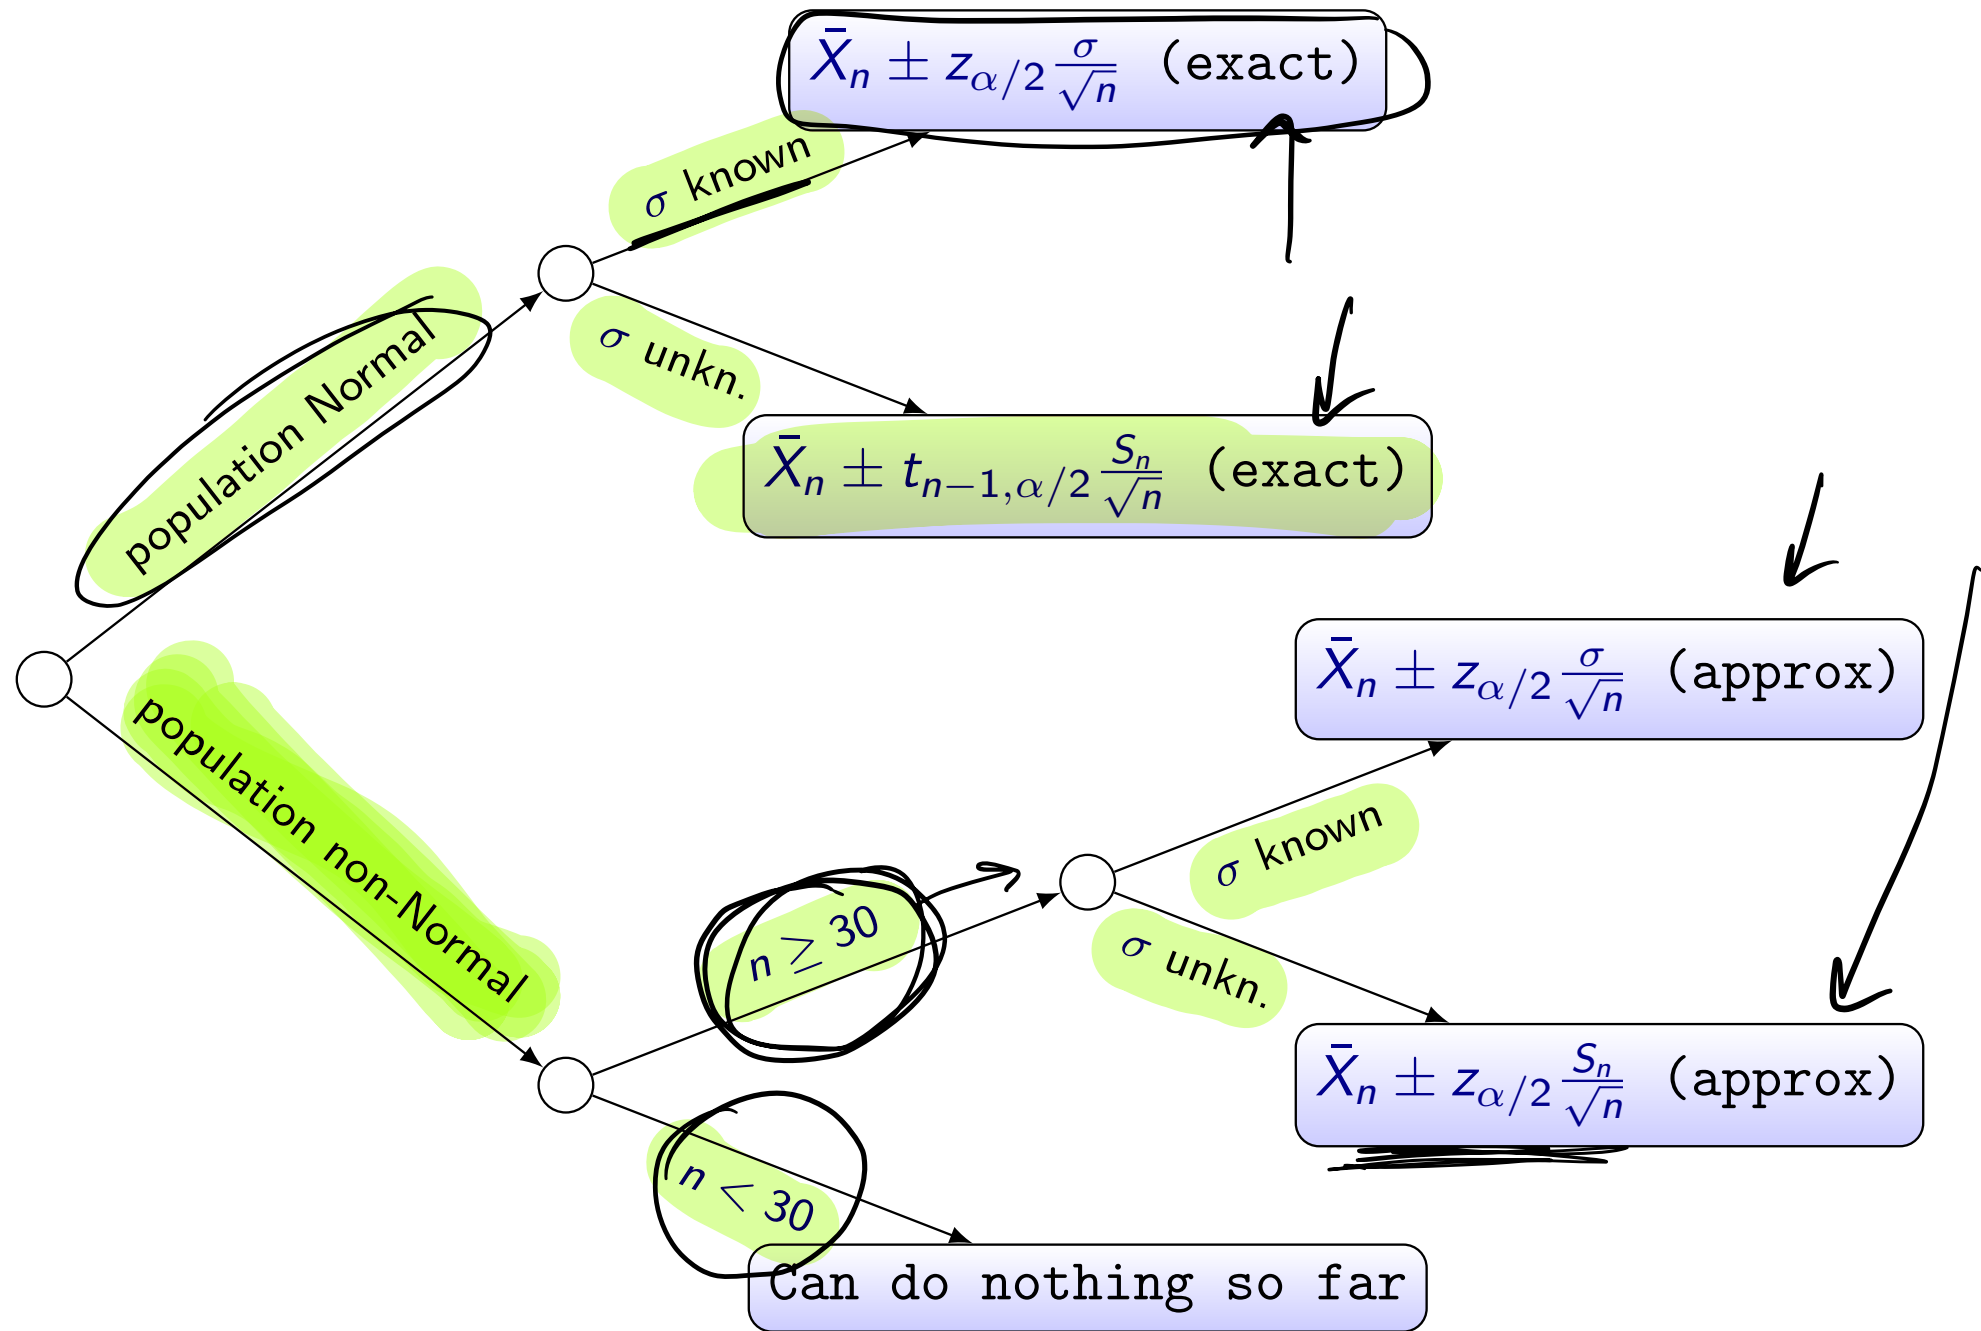 X̄ₙ ± z_{α/2} σ/√n (exact)
σ known
population Normal
σ unkn.
X̄ₙ ± t_{n−1,α/2} Sₙ/√n (exact)
X̄ₙ ± z_{α/2} σ/√n (approx)
population non-Normal
σ known
n ≥ 30
σ unkn.
X̄ₙ ± z_{α/2} Sₙ/√n (approx)
n < 30
Can do nothing so far